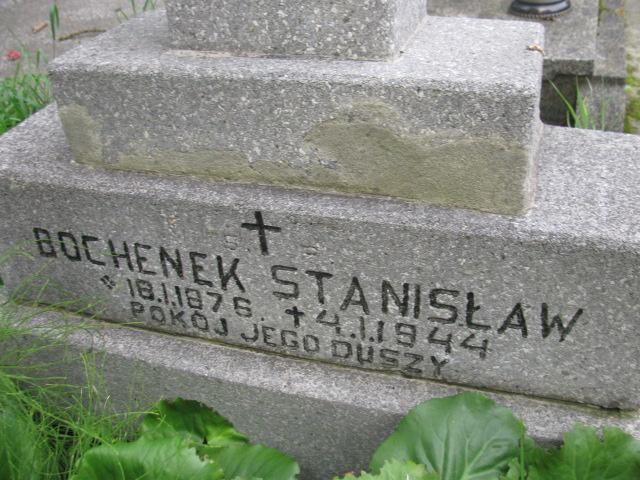 BOCHENEK STANISŁAW
* 18.1.1876. + 4.1.1944
POKÓJ JEGO DUSZY